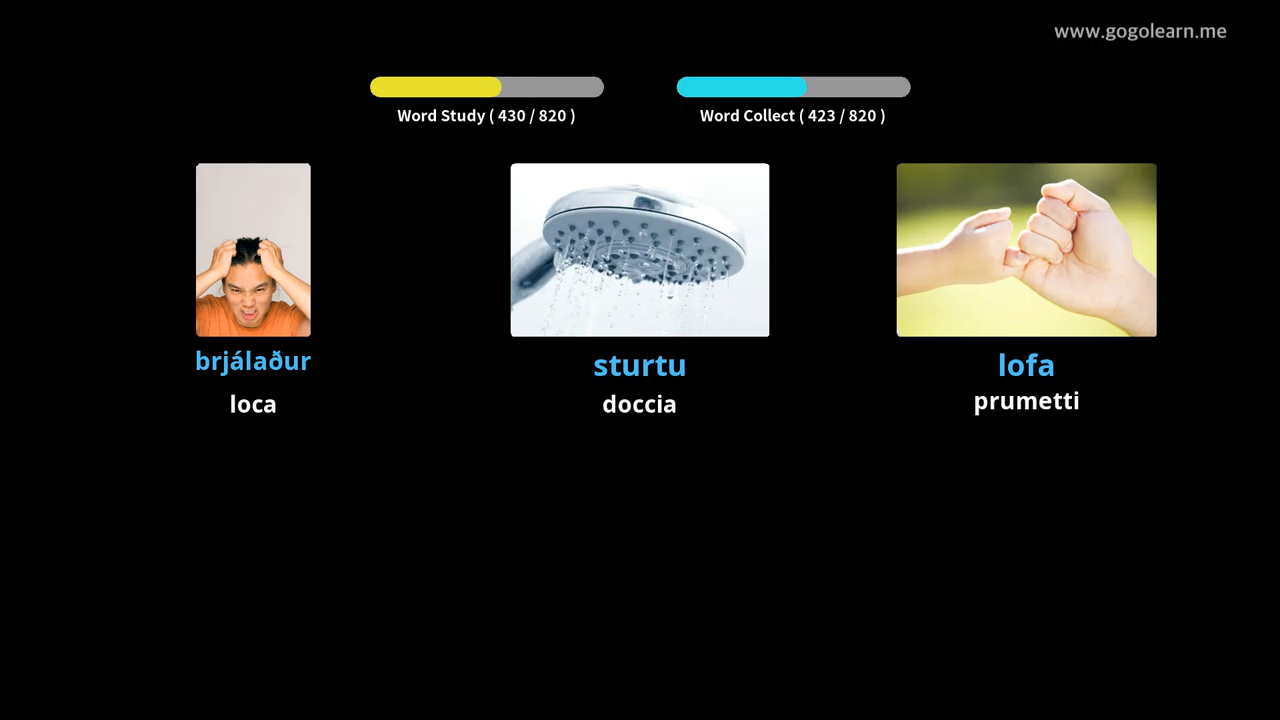 www.gogolearn.me
Word Study ( 430 / 820 )
Word Collect ( 423 / 820 )
brjálaður
loca
sturtu
doccia
lofa
prumetti